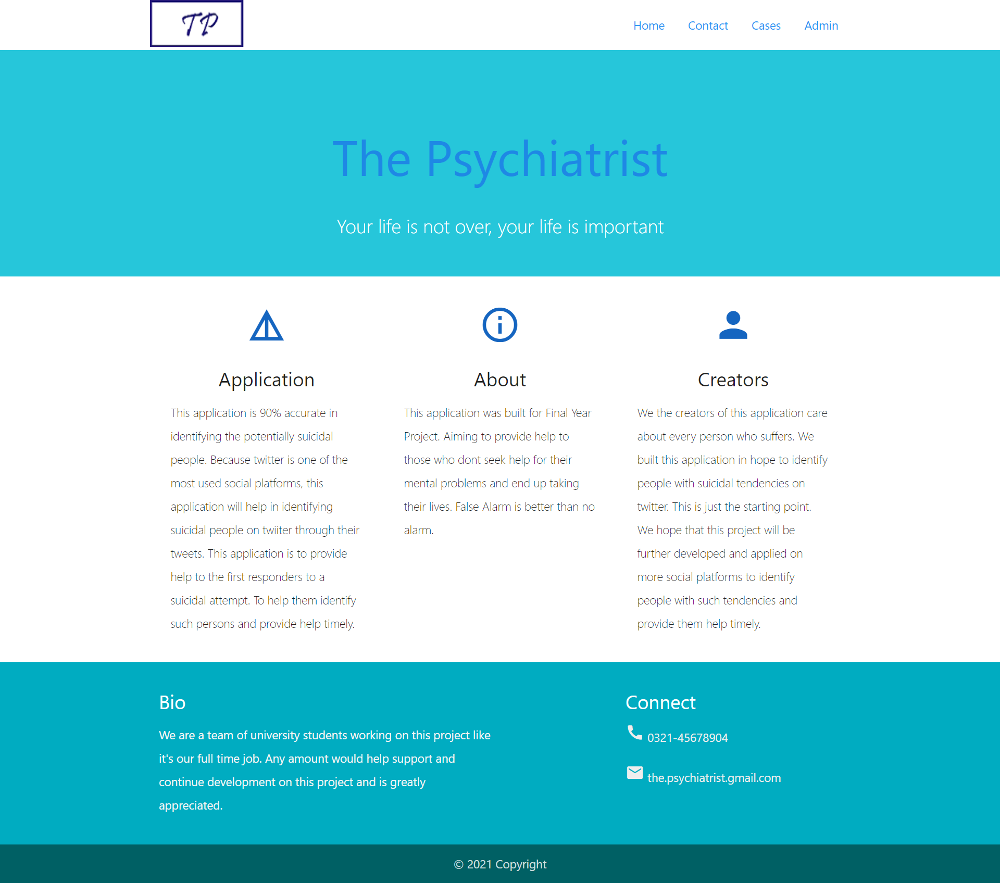 TP
Home Contact Cases Admin
The Psychiatrist
Your life is not over, your life is important
Application
This application is 90% accurate in
identifying the potentially suicidal
people. Because twitter is one of the
most used social platforms, this
application will help in identifying
suicidal people on twiiter through their
tweets. This application is to provide
help to the first responders to a
suicidal attempt. To help them identify
such persons and provide help timely.
About
This application was built for Final Year
Project. Aiming to provide help to
those who dont seek help for their
mental problems and end up taking
their lives. False Alarm is better than no
alarm.
Creators
We the creators of this application care
about every person who suffers. We
built this application in hope to identify
people with suicidal tendencies on
twitter. This is just the starting point.
We hope that this project will be
further developed and applied on
more social platforms to identify
people with such tendencies and
provide them help timely.
Bio
We are a team of university students working on this project like
it's our full time job. Any amount would help support and
continue development on this project and is greatly
appreciated.
Connect
0321-45678904
the.psychiatrist.gmail.com
© 2021 Copyright